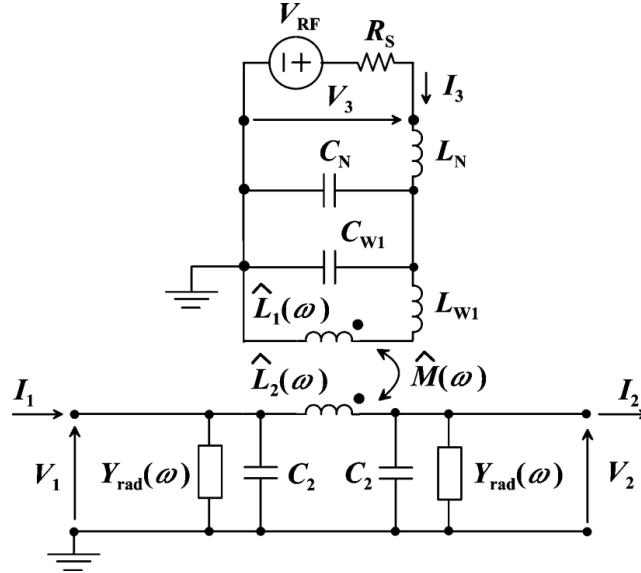 V_RF
− +
R_S
V_3
I_3
C_N
L_N
C_W1
L̂_1(ω)
L_W1
L̂_2(ω)
M̂(ω)
I_1
I_2
V_1
Y_rad(ω)
C_2
C_2
Y_rad(ω)
V_2